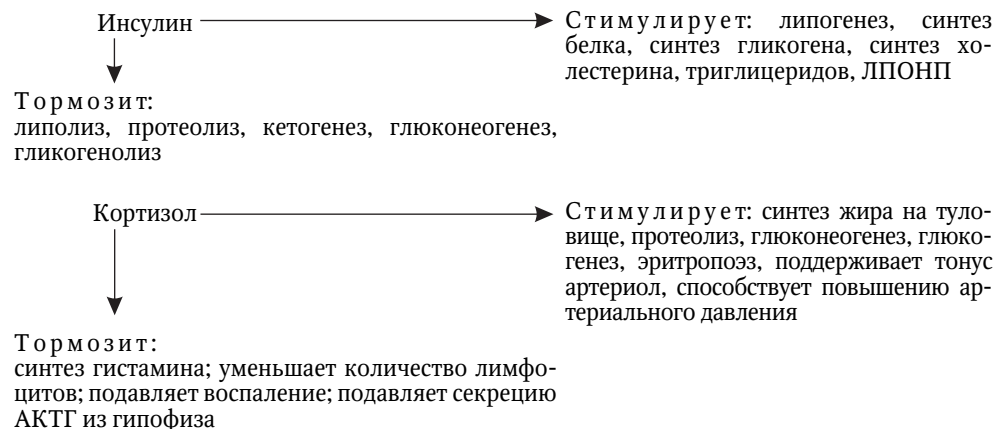 Инсулин
Стимулирует: липогенез, синтез
белка, синтез гликогена, синтез хо-
лестерина, триглицеридов, ЛПОНП
Тормозит:
липолиз, протеолиз, кетогенез, глюконеогенез,
гликогенолиз
Кортизол
Стимулирует: синтез жира на туло-
вище, протеолиз, глюконеогенез, глюко-
генез, эритропоэз, поддерживает тонус
артериол, способствует повышению ар-
териального давления
Тормозит:
синтез гистамина; уменьшает количество лимфо-
цитов; подавляет воспаление; подавляет секрецию
АКТГ из гипофиза